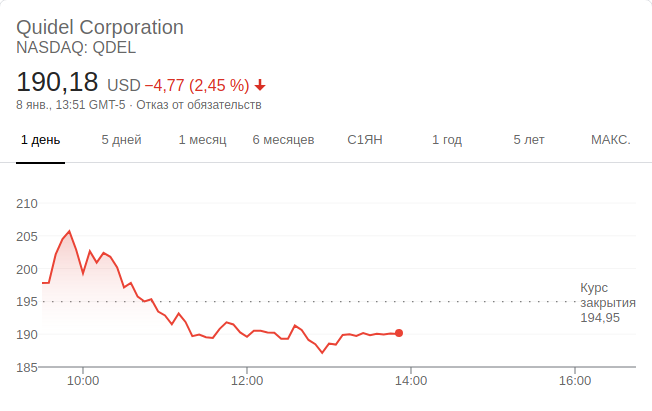 Quidel Corporation
NASDAQ: QDEL
190,18 USD −4,77 (2,45 %)
8 янв., 13:51 GMT-5 · Отказ от обязательств
1 день 5 дней 1 месяц 6 месяцев С1ЯН 1 год 5 лет МАКС.
210
205
200
195
190
185
Курс
закрытия
194,95
10:00 12:00 14:00 16:00